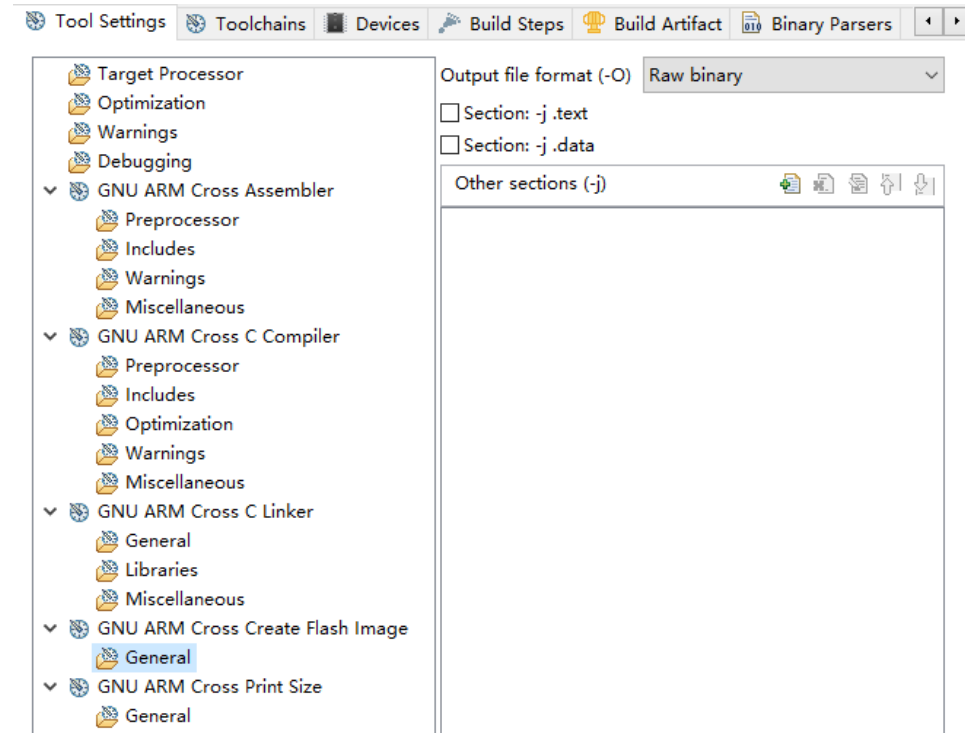 Tool Settings Toolchains Devices Build Steps Build Artifact Binary Parsers
Target Processor
Optimization
Warnings
Debugging
GNU ARM Cross Assembler
Preprocessor
Includes
Warnings
Miscellaneous
GNU ARM Cross C Compiler
Preprocessor
Includes
Optimization
Warnings
Miscellaneous
GNU ARM Cross C Linker
General
Libraries
Miscellaneous
GNU ARM Cross Create Flash Image
General
GNU ARM Cross Print Size
General
Output file format (-O) Raw binary
Section: -j .text
Section: -j .data
Other sections (-j)